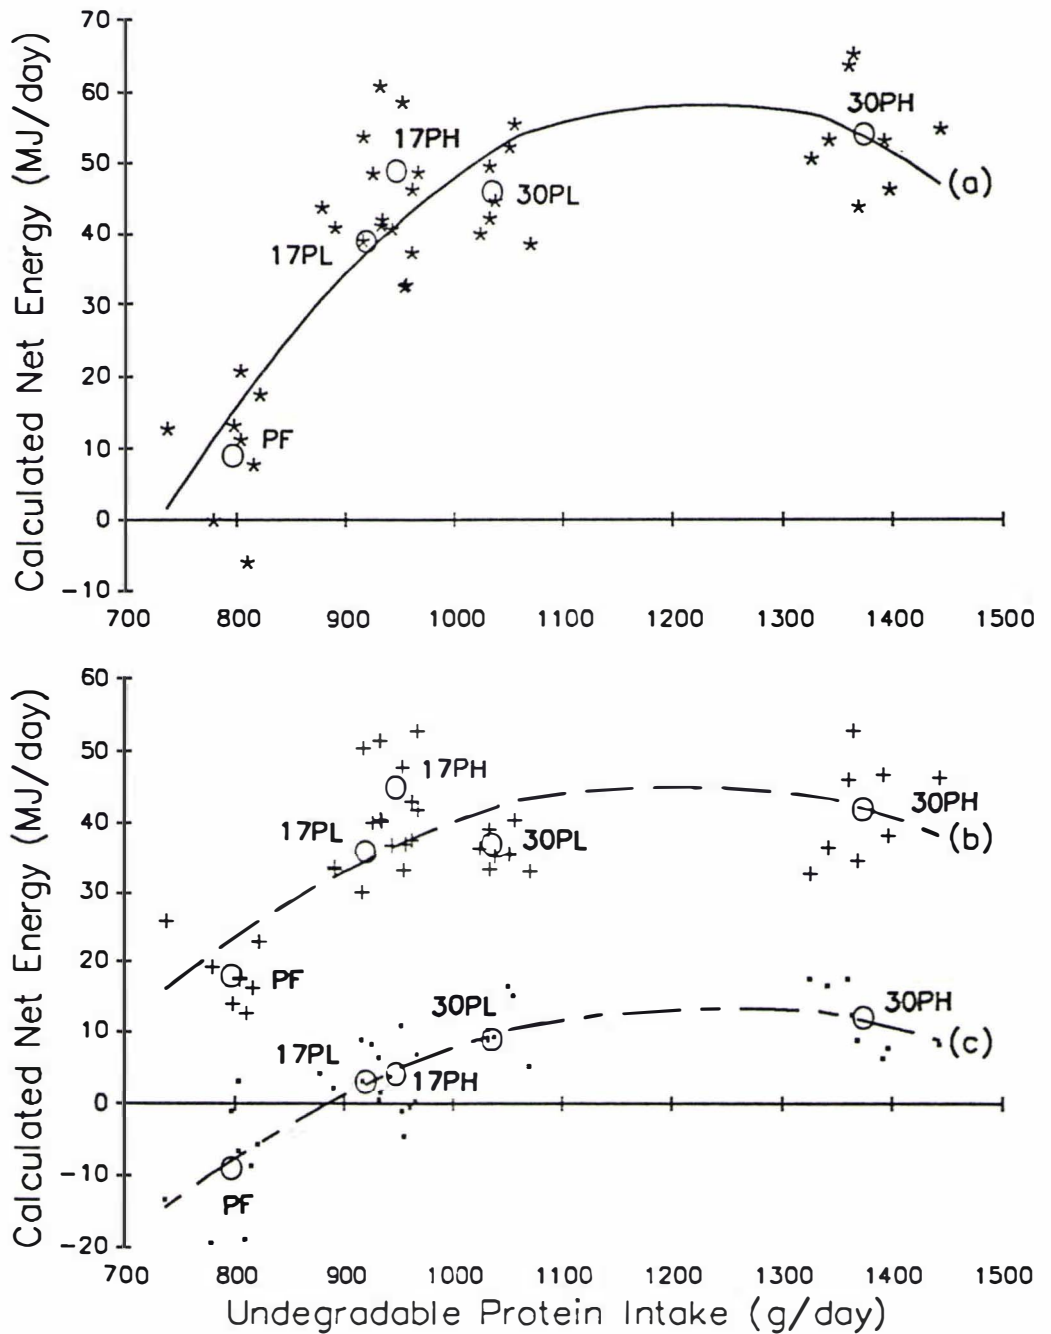 Calculated Net Energy (MJ/day)
70
60
50
40
30
20
10
0
-10
30PH
17PH
30PL
(a)
17PL
PF
700 800 900 1000 1100 1200 1300 1400 1500
Calculated Net Energy (MJ/day)
60
50
40
30
20
10
0
-10
-20
17PH
30PH
17PL
30PL
(b)
PF
30PL
30PH
17PL
(c)
17PH
PF
700 800 900 1000 1100 1200 1300 1400 1500
Undegradable Protein Intake (g/day)